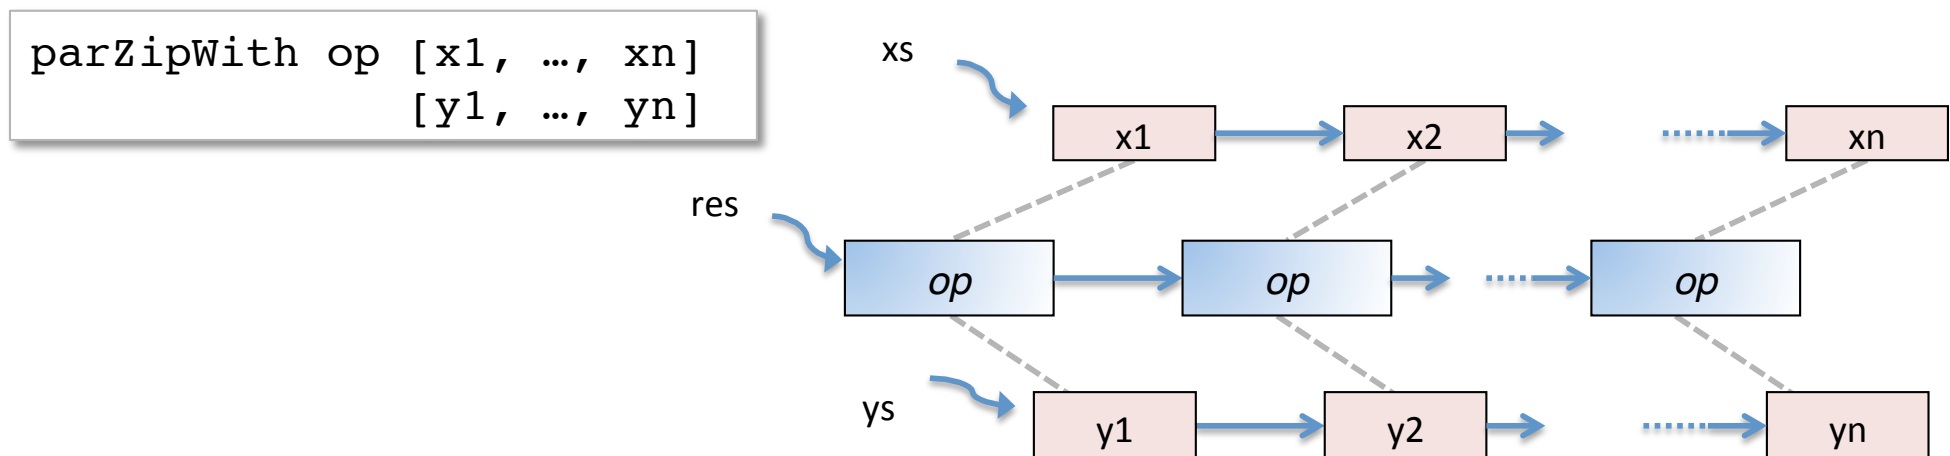 parZipWith op [x1, …, xn]
[y1, …, yn]
xs
x1 x2 xn
res
op op op
ys
y1 y2 yn